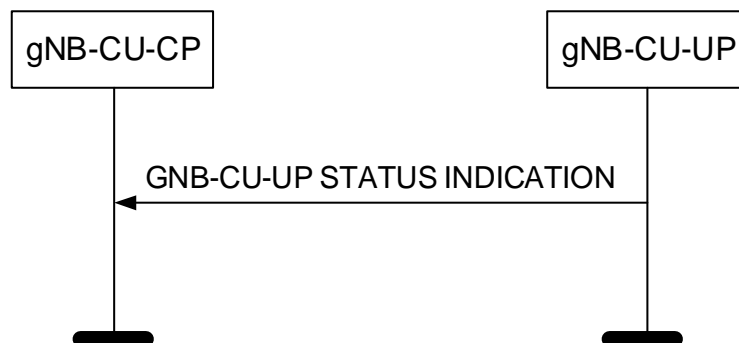 gNB-CU-CP
gNB-CU-UP
GNB-CU-UP STATUS INDICATION